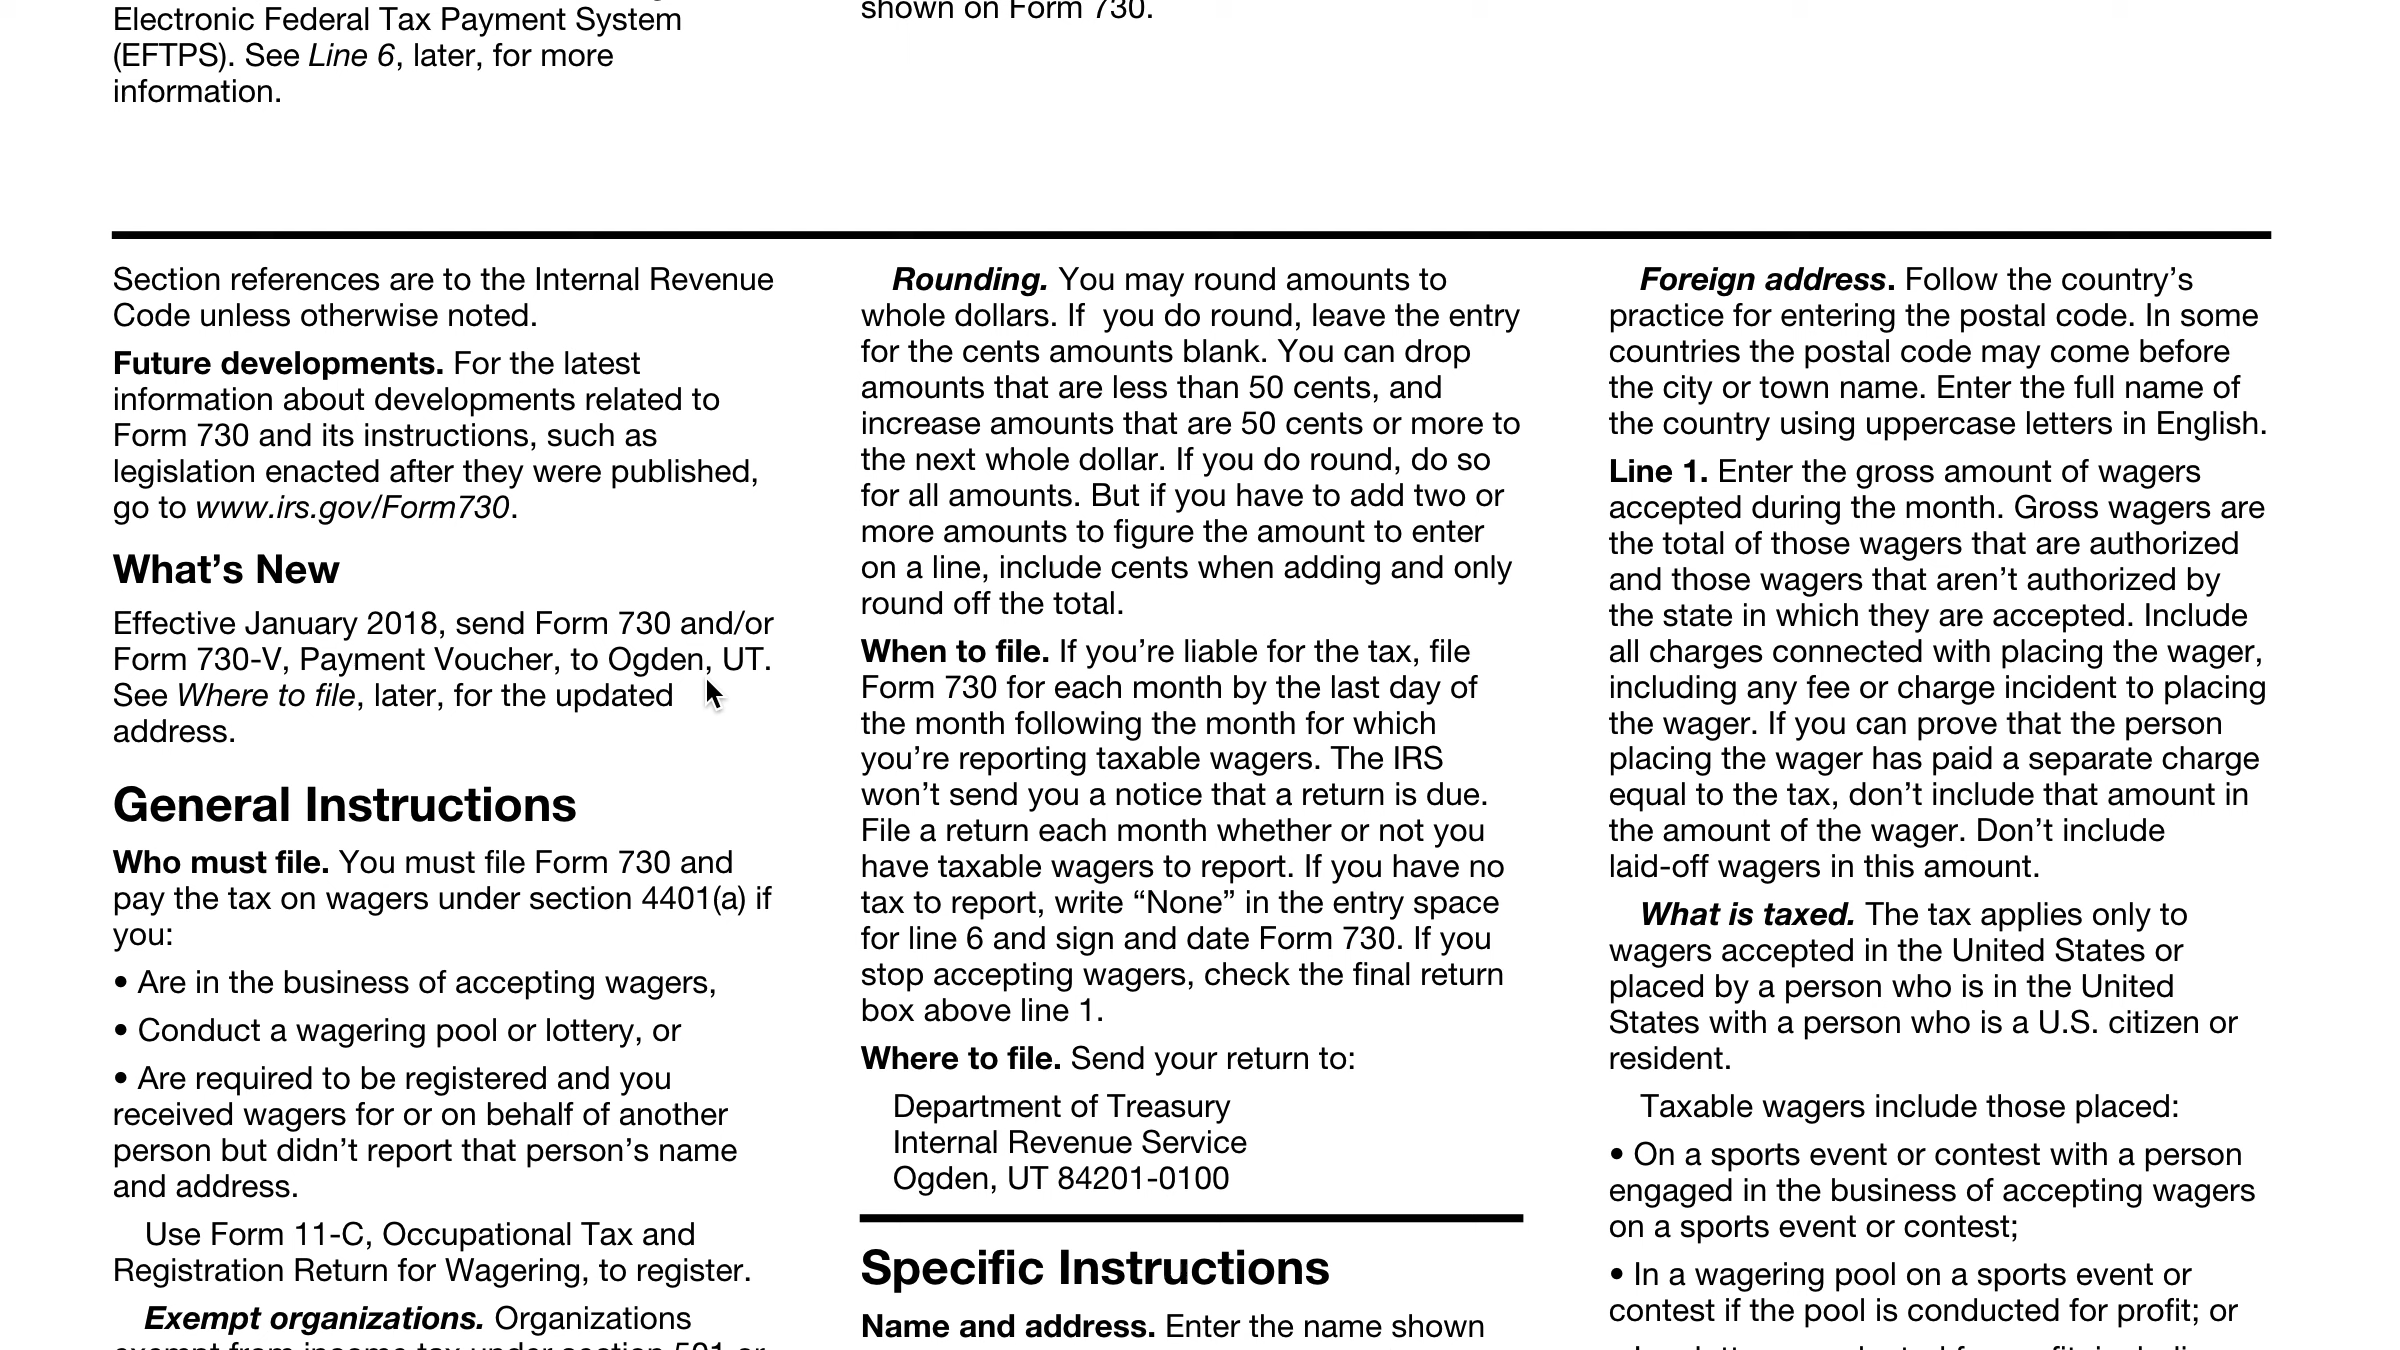 Electronic Federal Tax Payment System
(EFTPS). See Line 6, later, for more
information.
shown on Form 730.
Section references are to the Internal Revenue
Code unless otherwise noted.
Future developments. For the latest
information about developments related to
Form 730 and its instructions, such as
legislation enacted after they were published,
go to www.irs.gov/Form730.
What’s New
Effective January 2018, send Form 730 and/or
Form 730-V, Payment Voucher, to Ogden, UT.
See Where to file, later, for the updated
address.
General Instructions
Who must file. You must file Form 730 and
pay the tax on wagers under section 4401(a) if
you:
• Are in the business of accepting wagers,
• Conduct a wagering pool or lottery, or
• Are required to be registered and you
received wagers for or on behalf of another
person but didn’t report that person’s name
and address.
Use Form 11-C, Occupational Tax and
Registration Return for Wagering, to register.
Exempt organizations. Organizations
exempt from income tax under section 501 or
Rounding. You may round amounts to
whole dollars. If  you do round, leave the entry
for the cents amounts blank. You can drop
amounts that are less than 50 cents, and
increase amounts that are 50 cents or more to
the next whole dollar. If you do round, do so
for all amounts. But if you have to add two or
more amounts to figure the amount to enter
on a line, include cents when adding and only
round off the total.
When to file. If you’re liable for the tax, file
Form 730 for each month by the last day of
the month following the month for which
you’re reporting taxable wagers. The IRS
won’t send you a notice that a return is due.
File a return each month whether or not you
have taxable wagers to report. If you have no
tax to report, write “None” in the entry space
for line 6 and sign and date Form 730. If you
stop accepting wagers, check the final return
box above line 1.
Where to file. Send your return to:
Department of Treasury
Internal Revenue Service
Ogden, UT 84201-0100
Specific Instructions
Name and address. Enter the name shown
Foreign address. Follow the country’s
practice for entering the postal code. In some
countries the postal code may come before
the city or town name. Enter the full name of
the country using uppercase letters in English.
Line 1. Enter the gross amount of wagers
accepted during the month. Gross wagers are
the total of those wagers that are authorized
and those wagers that aren’t authorized by
the state in which they are accepted. Include
all charges connected with placing the wager,
including any fee or charge incident to placing
the wager. If you can prove that the person
placing the wager has paid a separate charge
equal to the tax, don’t include that amount in
the amount of the wager. Don’t include
laid-off wagers in this amount.
What is taxed. The tax applies only to
wagers accepted in the United States or
placed by a person who is in the United
States with a person who is a U.S. citizen or
resident.
Taxable wagers include those placed:
• On a sports event or contest with a person
engaged in the business of accepting wagers
on a sports event or contest;
• In a wagering pool on a sports event or
contest if the pool is conducted for profit; or